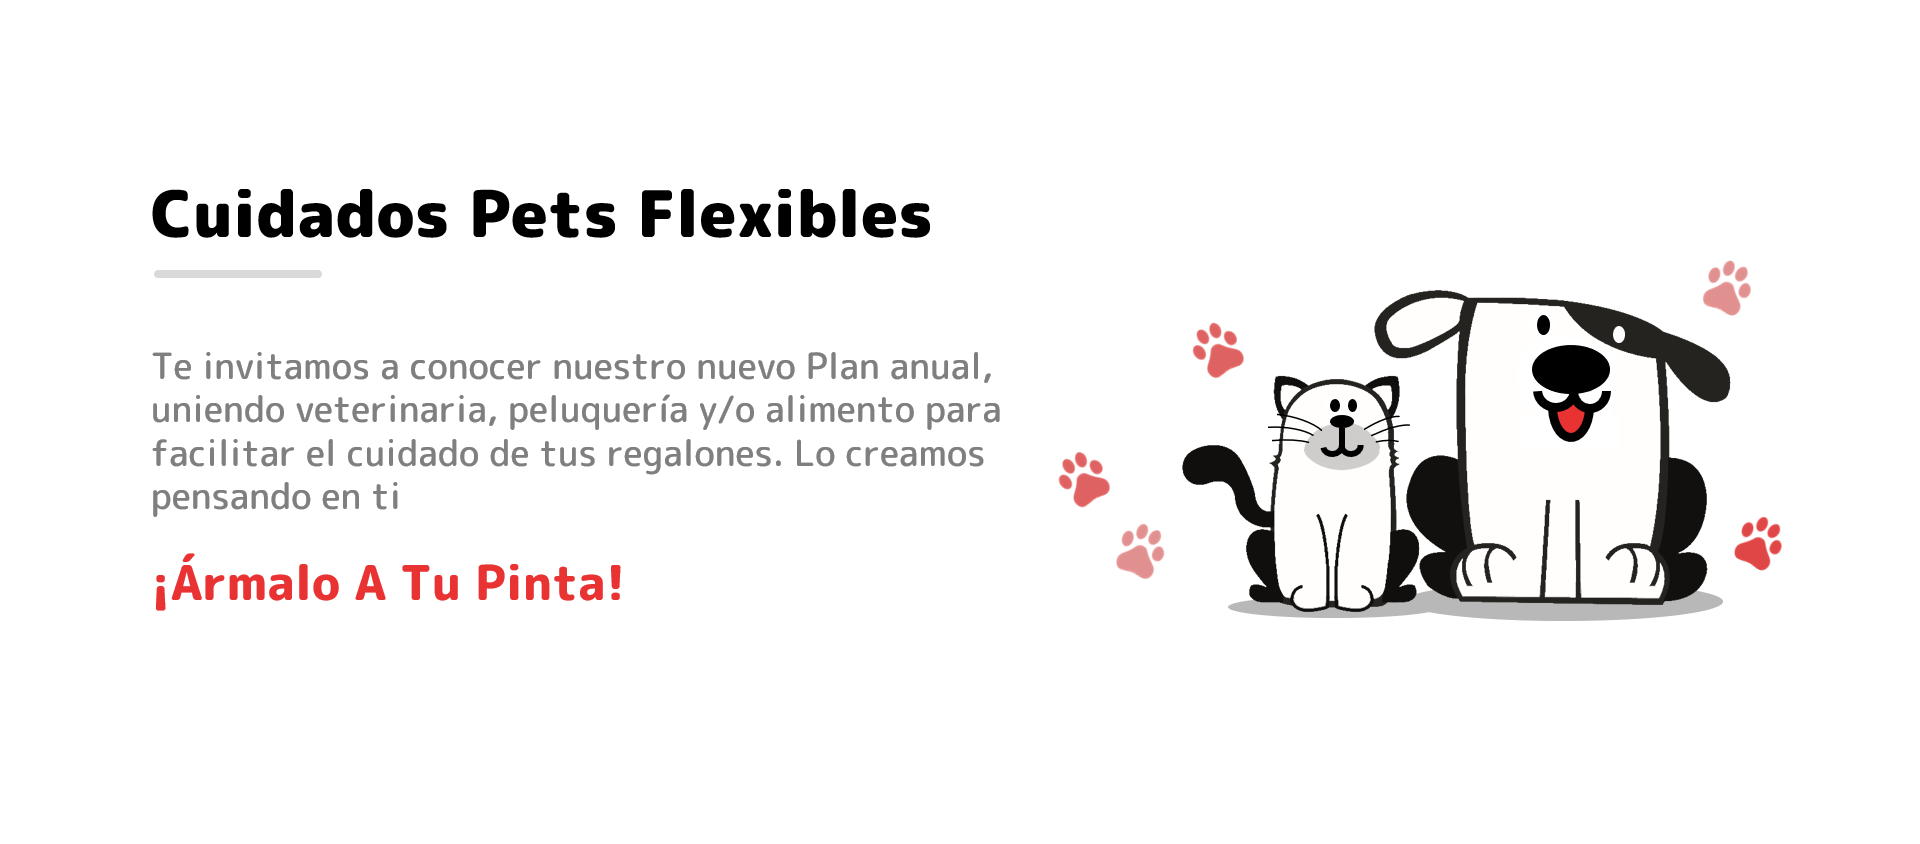 Cuidados Pets Flexibles
Te invitamos a conocer nuestro nuevo Plan anual,
uniendo veterinaria, peluquería y/o alimento para
facilitar el cuidado de tus regalones. Lo creamos
pensando en ti
¡Ármalo A Tu Pinta!